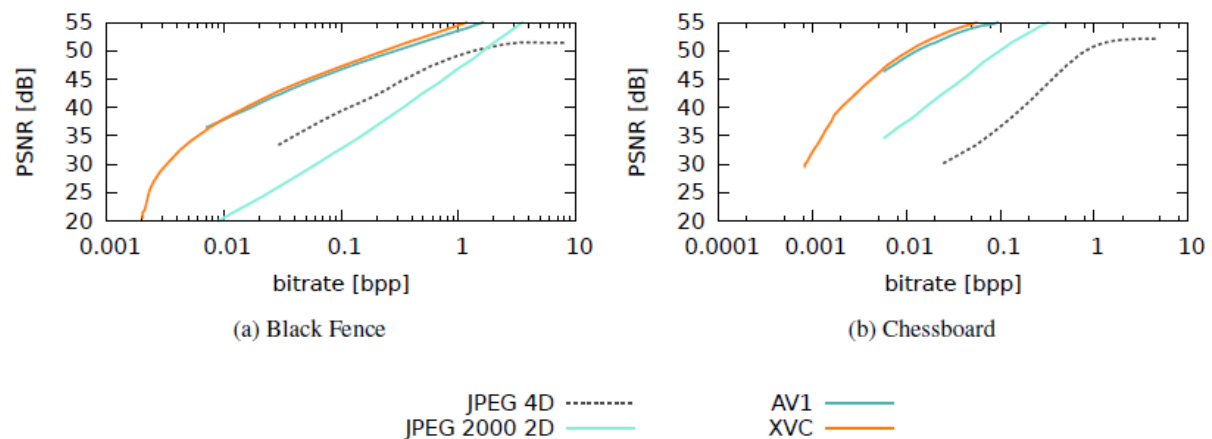 55
50
45
40
35
30
25
20
PSNR [dB]
0.001 0.01 0.1 1 10
bitrate [bpp]
(a) Black Fence
55
50
45
40
35
30
25
20
PSNR [dB]
0.0001 0.001 0.01 0.1 1 10
bitrate [bpp]
(b) Chessboard
JPEG 4D
JPEG 2000 2D
AV1
XVC